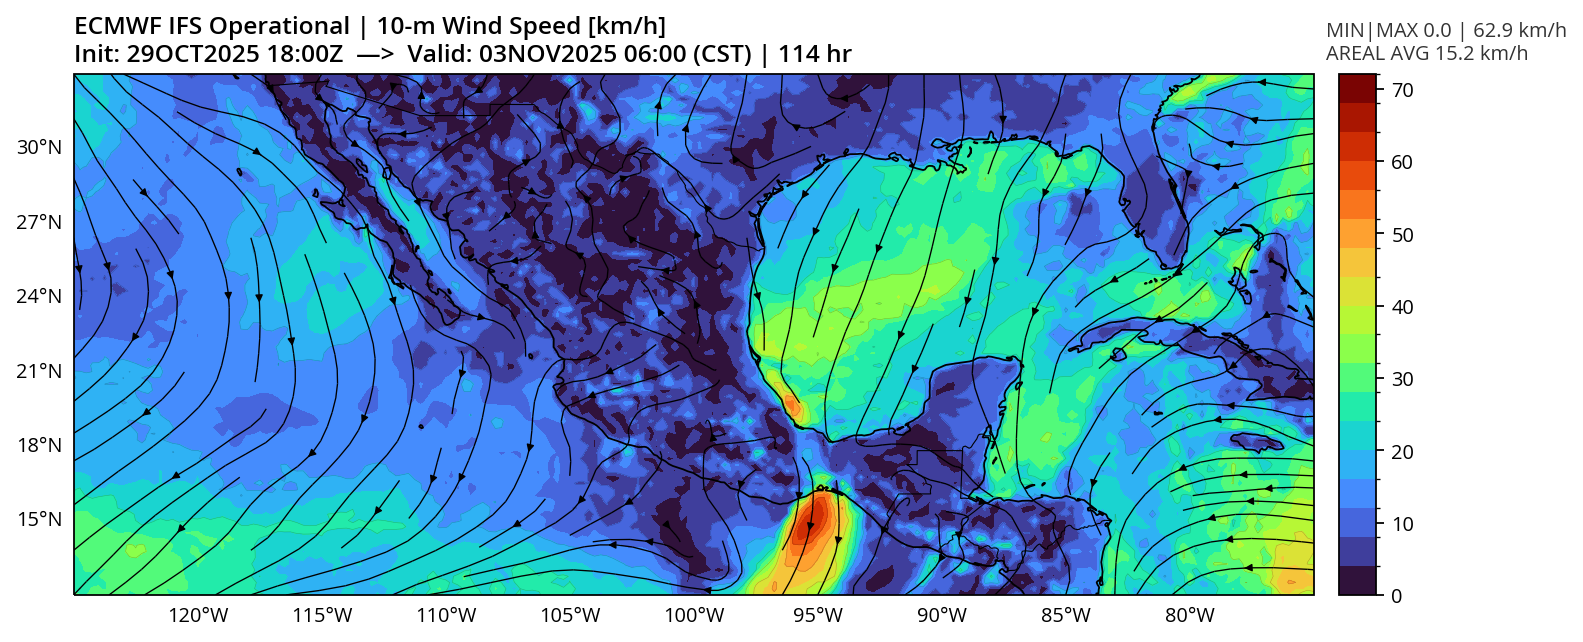 ECMWF IFS Operational | 10-m Wind Speed [km/h]
Init: 29OCT2025 18:00Z —> Valid: 03NOV2025 06:00 (CST) | 114 hr
MIN|MAX 0.0 | 62.9 km/h
AREAL AVG 15.2 km/h
30°N
27°N
24°N
21°N
18°N
15°N
120°W
115°W
110°W
105°W
100°W
95°W
90°W
85°W
80°W
70
60
50
40
30
20
10
0